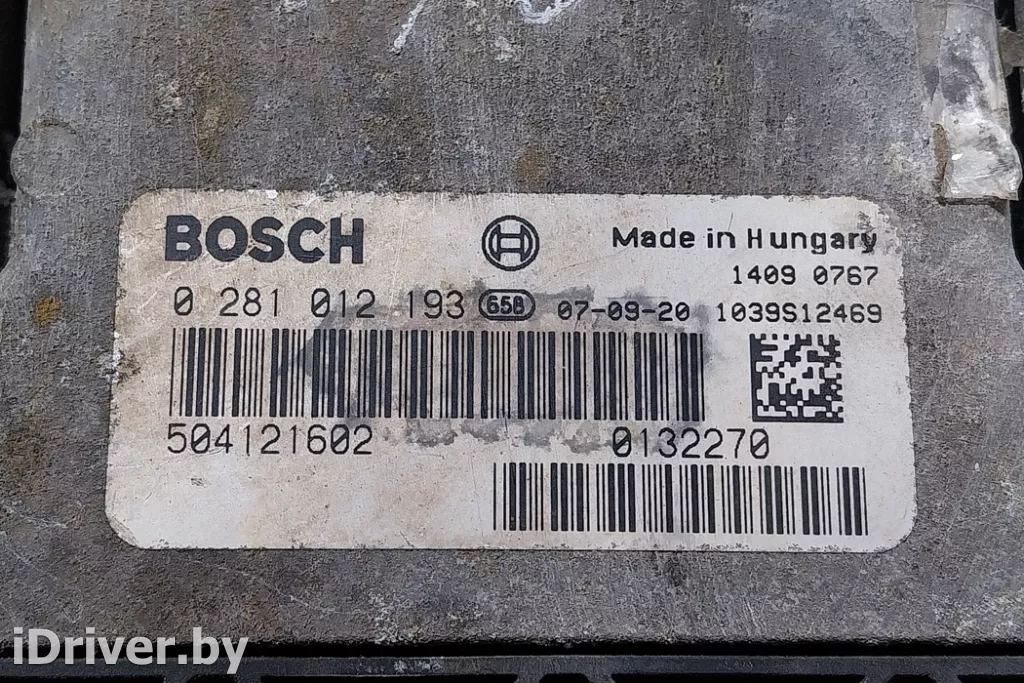 BOSCH
Made in Hungary
1409 0767
0 281 012 193 658 07-09-20 1039S12469
504121602 0132270
iDriver.by